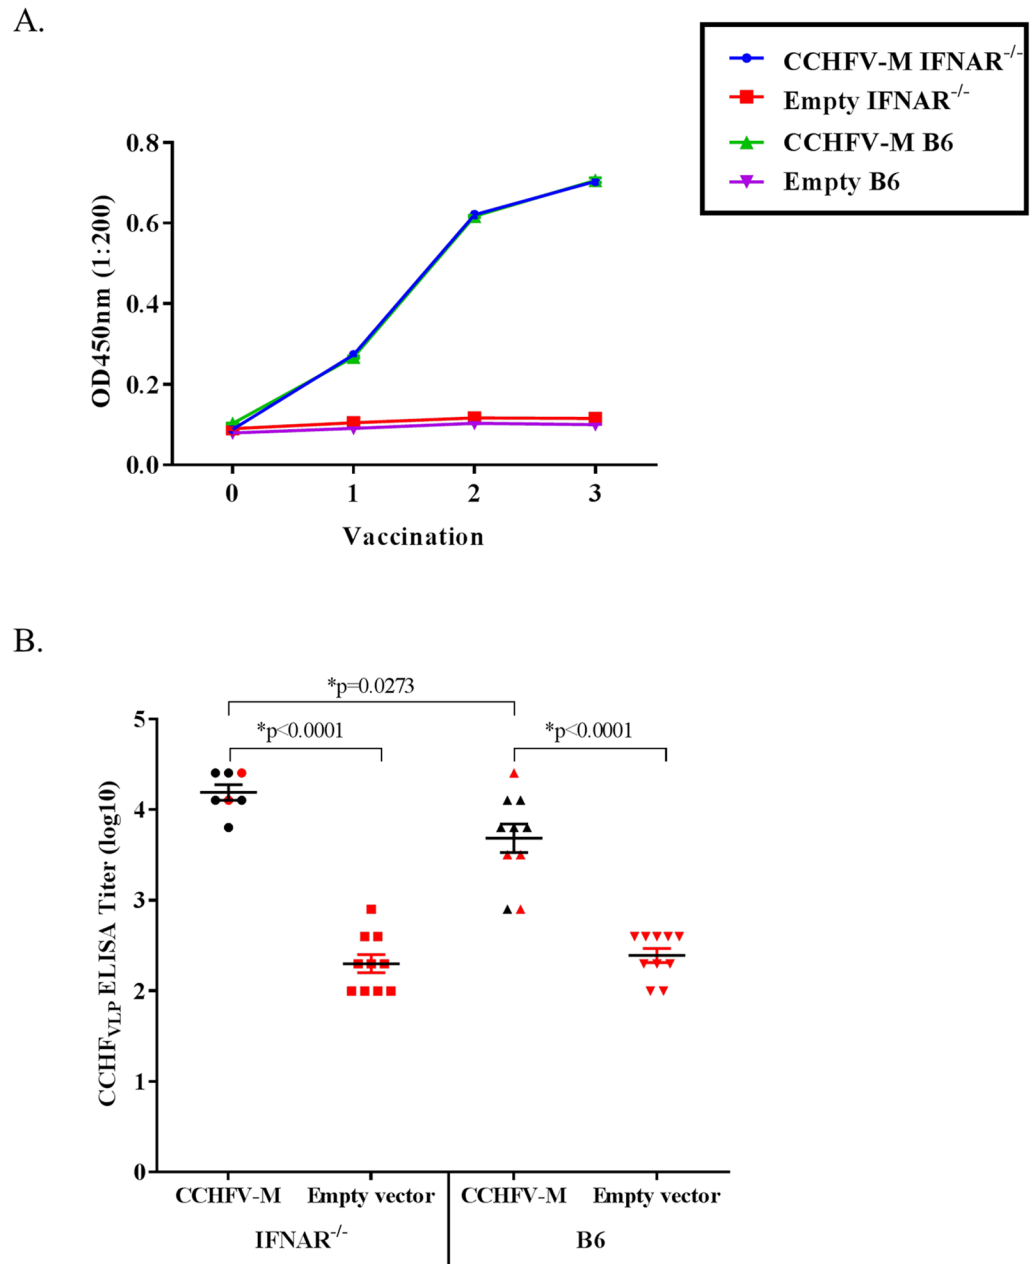 A.
CCHFV-M IFNAR-/-
Empty IFNAR-/-
CCHFV-M B6
Empty B6
OD450nm (1:200)
0.8
0.6
0.4
0.2
0.0
0 1 2 3
Vaccination
B.
*p=0.0273
*p<0.0001 *p<0.0001
CCHFVLP ELISA Titer (log10)
5
4
3
2
1
0
CCHFV-M Empty vector CCHFV-M Empty vector
IFNAR-/- B6